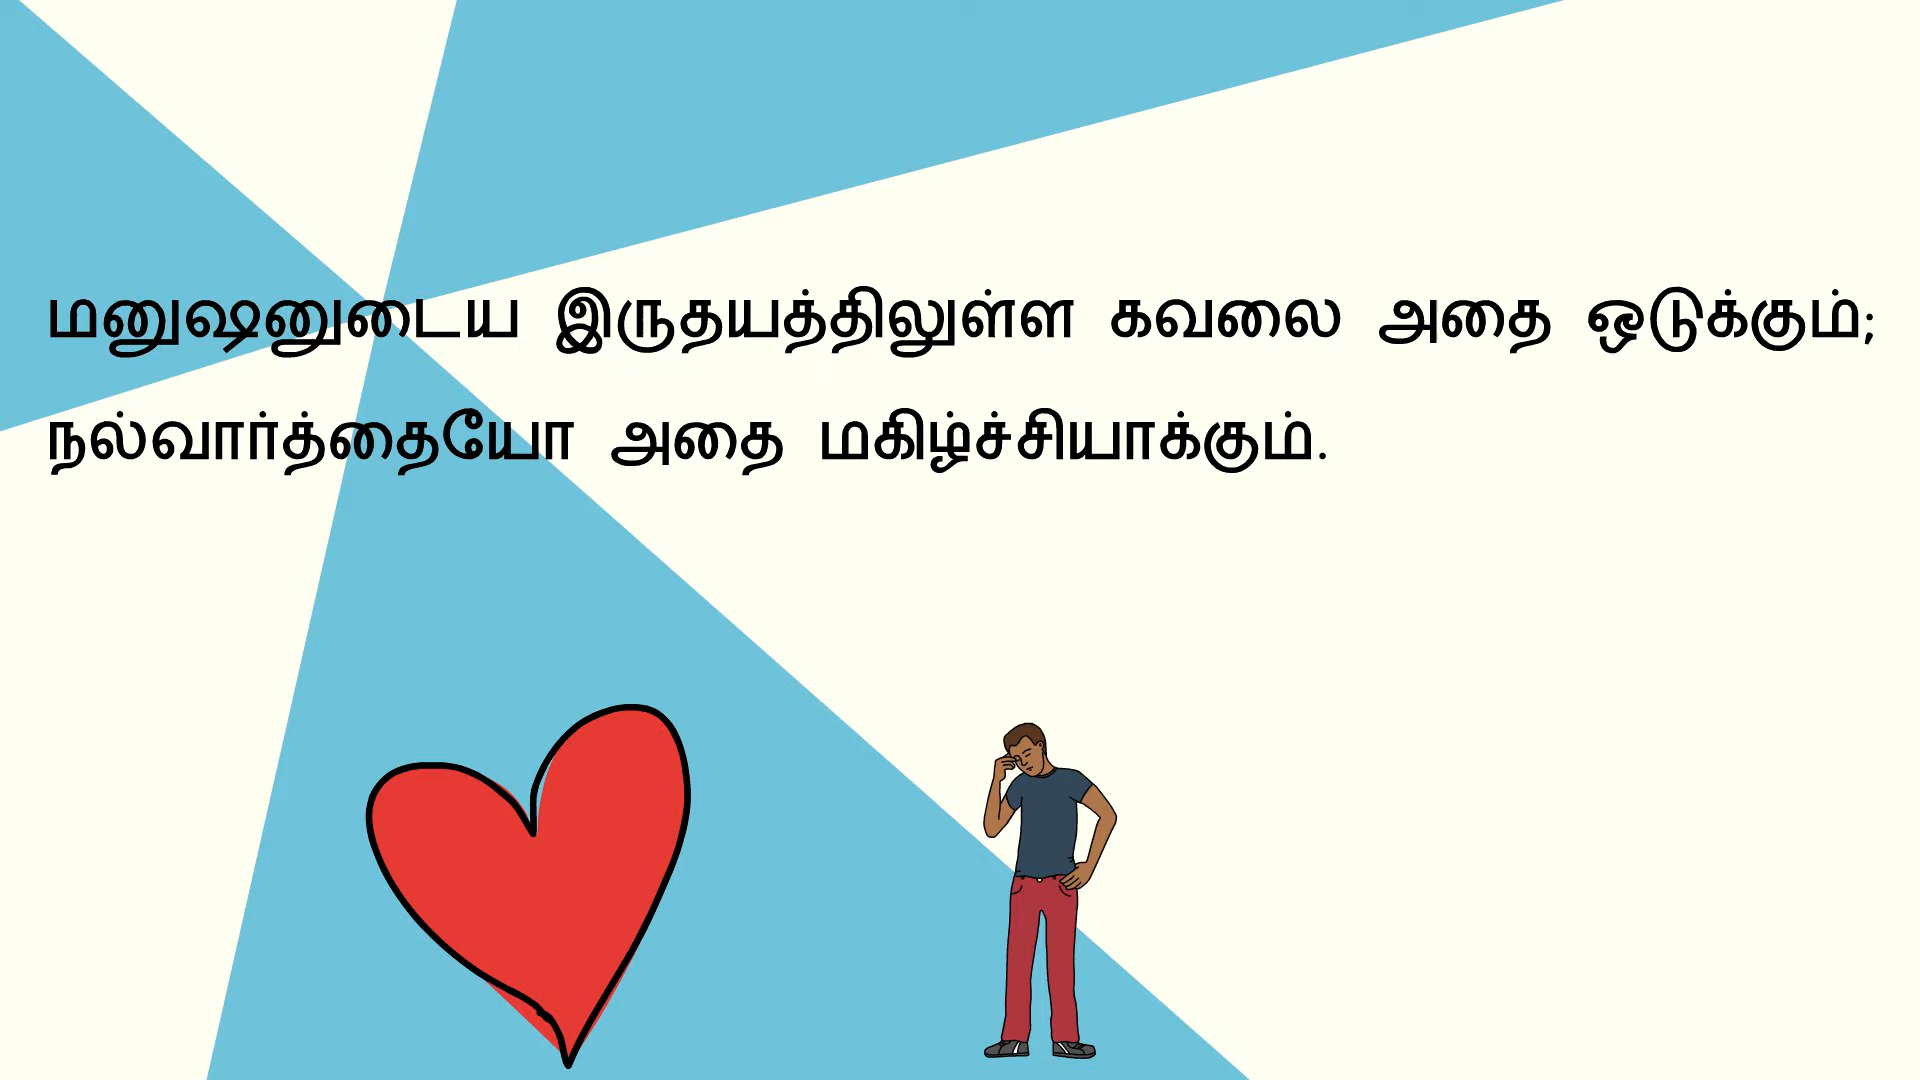 மனுஷனுடைய இருதயத்திலுள்ள கவலை அதை ஒடுக்கும்;
நல்வார்த்தையோ அதை மகிழ்ச்சியாக்கும்.